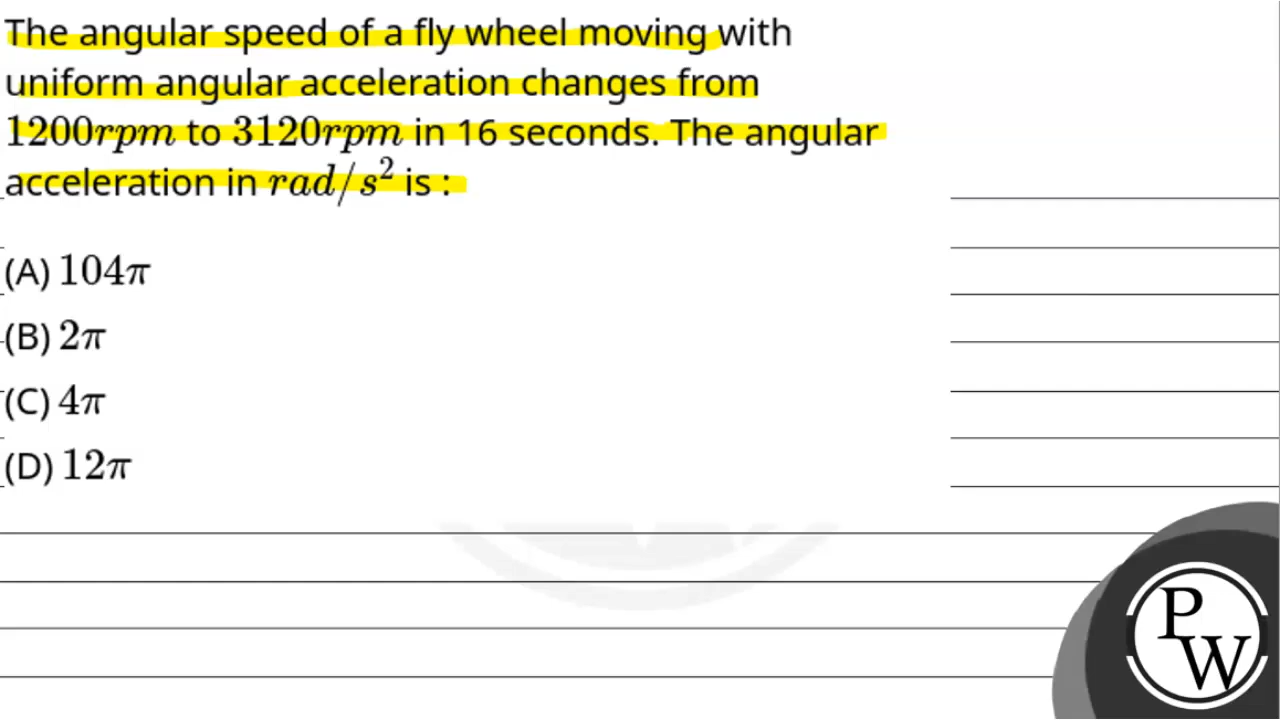 The angular speed of a fly wheel moving with
uniform angular acceleration changes from
1200rpm to 3120rpm in 16 seconds. The angular
acceleration in rad/s² is :
(A) 104π
(B) 2π
(C) 4π
(D) 12π
P
W